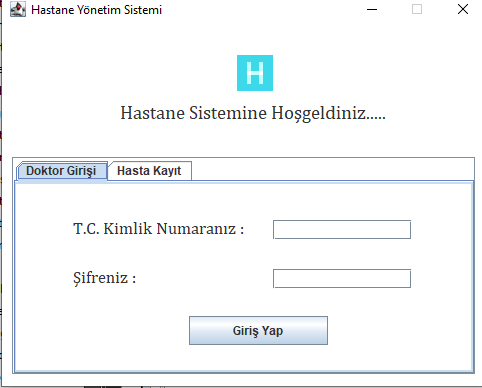 Hastane Yönetim Sistemi
H
Hastane Sistemine Hoşgeldiniz.....
Doktor Girişi Hasta Kayıt
T.C. Kimlik Numaranız :
Şifreniz :
Giriş Yap